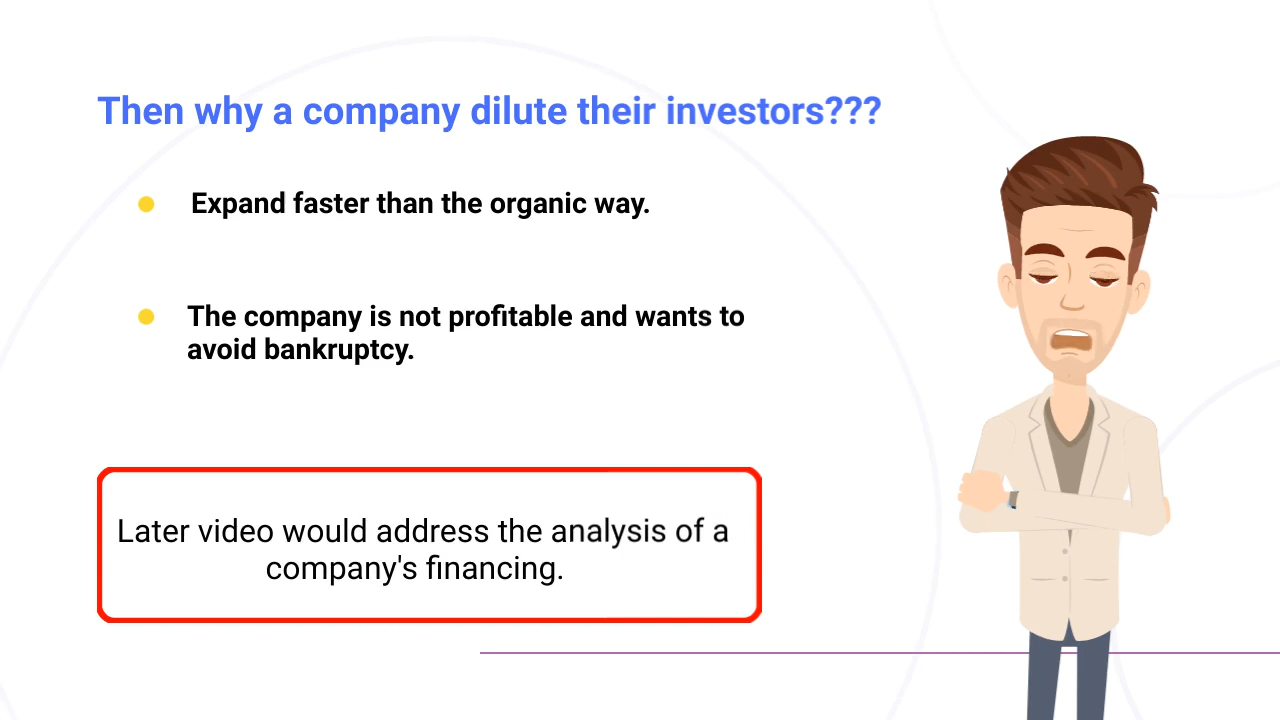 Then why a company dilute their investors???
Expand faster than the organic way.
The company is not profitable and wants to
avoid bankruptcy.
Later video would address the analysis of a
company's financing.